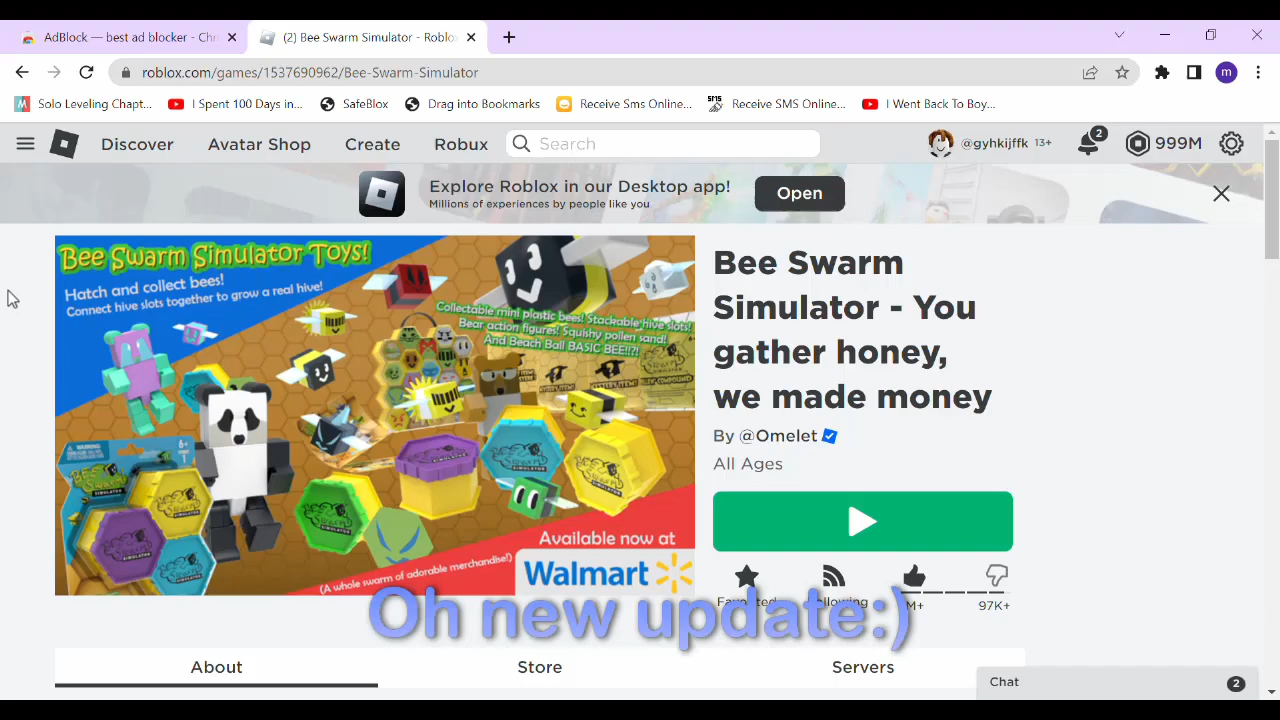 AdBlock — best ad blocker - Chr
(2) Bee Swarm Simulator - Roblox
roblox.com/games/1537690962/Bee-Swarm-Simulator
m
Solo Leveling Chapt...
I Spent 100 Days in...
SafeBlox
Drag into Bookmarks
Receive Sms Online...
Receive SMS Online...
I Went Back To Boy...
Discover
Avatar Shop
Create
Robux
Search
@gyhkijffk 13+
2
999M
Explore Roblox in our Desktop app!
Millions of experiences by people like you
Open
Bee Swarm Simulator Toys!
Hatch and collect bees!
Connect hive slots together to grow a real hive!
Collectable mini plastic bees! Stackable hive slots!
Bear action figures! Squishy pollen sand!
And Beach Ball BASIC BEE!!?!
Available now at
Walmart
(A whole swarm of adorable merchandise!)
Bee Swarm
Simulator - You
gather honey,
we made money
By @Omelet
All Ages
Favorited
Following
M+
97K+
Oh new update:)
About
Store
Servers
Chat
2